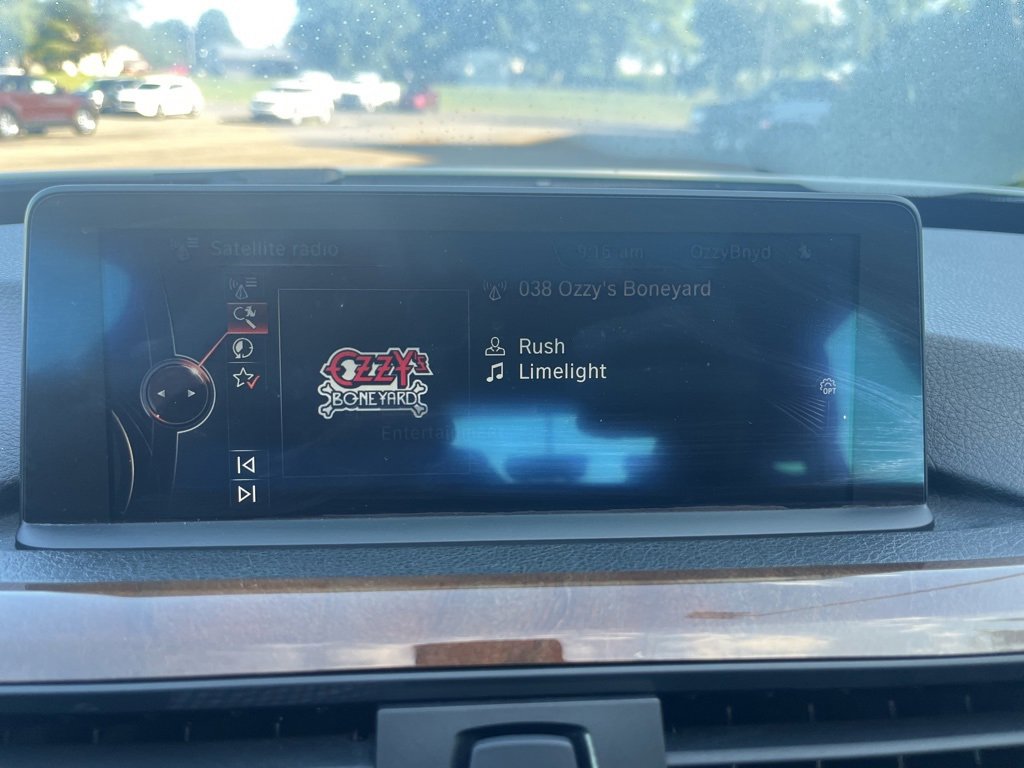 Satellite radio 9:15 am OzzyBnyd
038 Ozzy's Boneyard
Rush
Limelight
OZZY's
BONEYARD
OPT